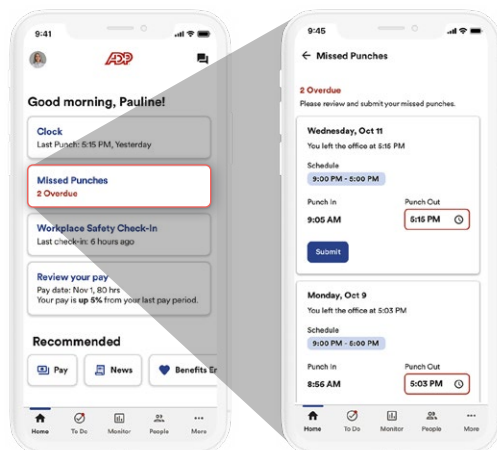 9:41
ADP
Good morning, Pauline!
Clock
Last Punch: 5:15 PM, Yesterday
Missed Punches
2 Overdue
Workplace Safety Check-In
Last check-in: 6 hours ago
Review your pay
Pay date: Nov 1, 80 hrs
Your pay is up 5% from your last pay period.
Recommended
Pay
News
Benefits En
Home
To Do
Monitor
People
More
9:45
Missed Punches
2 Overdue
Please review and submit your missed punches.
Wednesday, Oct 11
You left the office at 5:15 PM
Schedule
9:00 PM - 5:00 PM
Punch In
Punch Out
9:05 AM
5:15 PM
Submit
Monday, Oct 9
You left the office at 5:03 PM
Schedule
9:00 PM - 5:00 PM
Punch In
Punch Out
8:56 AM
5:03 PM
Home
To Do
Monitor
People
More